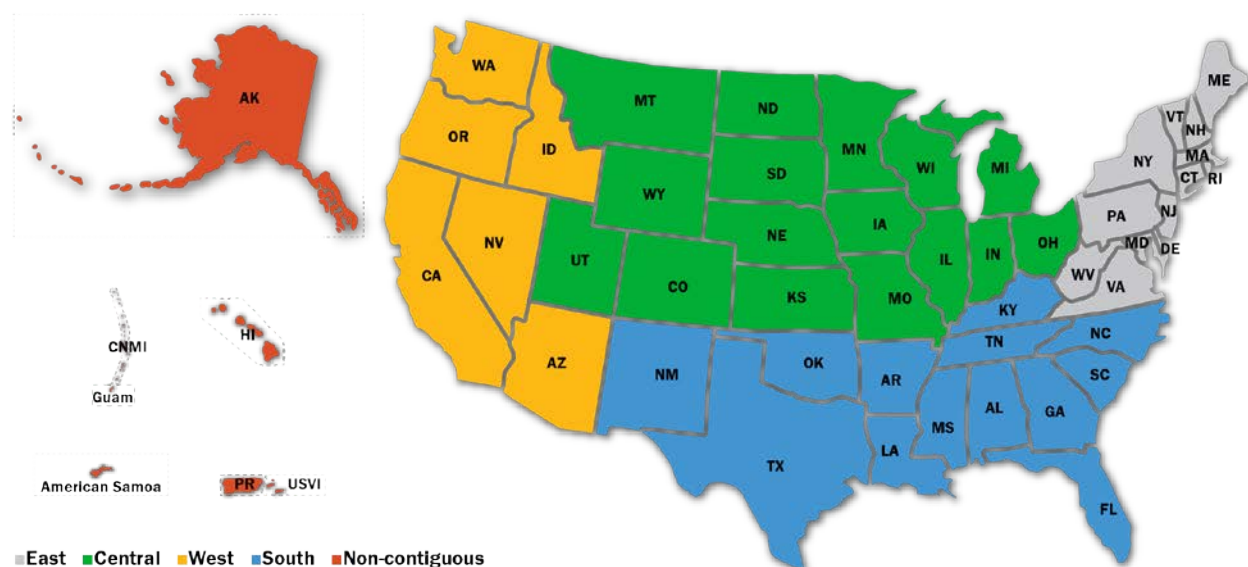 WA
ME
MT
ND
AK
VT
NH
OR
MN
ID
NY
MA
WI
MI
SD
CT
RI
WY
PA
NJ
IA
NE
NV
OH
MD
DE
IL
IN
UT
WV
CA
CO
VA
KS
MO
KY
HI
NC
CNMI
TN
AZ
OK
NM
AR
SC
Guam
AL
GA
MS
LA
TX
American Samoa
PR
USVI
FL
East
Central
West
South
Non-contiguous